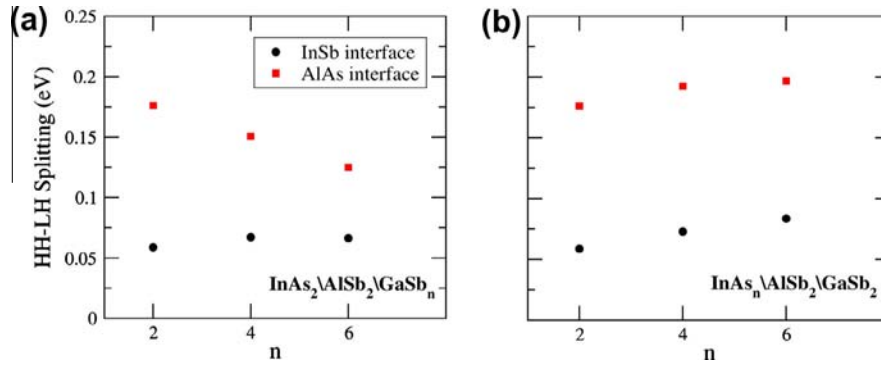 (a)
0.25
0.2
0.15
0.1
0.05
0
HH-LH Splitting (eV)
InSb interface
AlAs interface
InAs₂\AlSb₂\GaSbₙ
2 4 6
n
(b)
InAsₙ\AlSb₂\GaSb₂
2 4 6
n